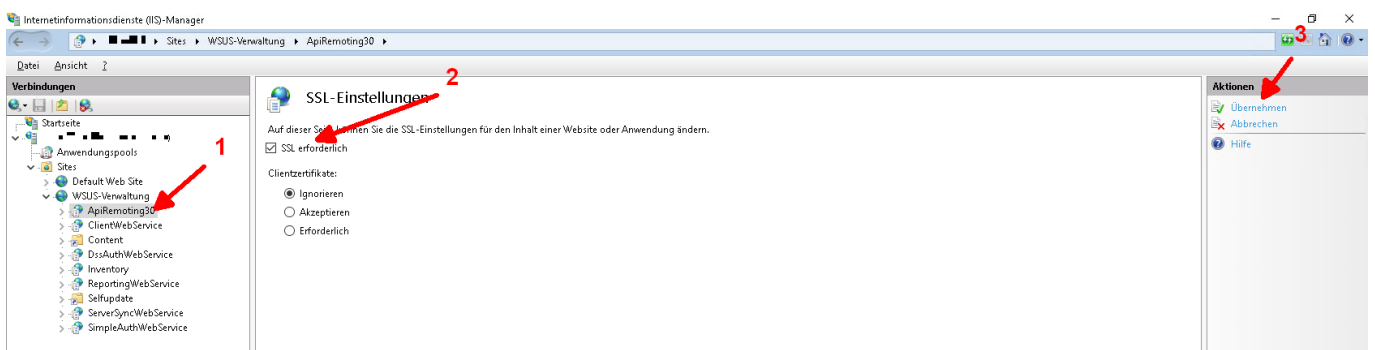 Internetinformationsdienste (IIS)-Manager
Sites WSUS-Verwaltung ApiRemoting30
3
Datei Ansicht ?
Verbindungen
Startseite
Anwendungspools
Sites
Default Web Site
WSUS-Verwaltung
ApiRemoting30
ClientWebService
Content
DssAuthWebService
Inventory
ReportingWebService
Selfupdate
ServerSyncWebService
SimpleAuthWebService
1
2
SSL-Einstellungen
Auf dieser Seite können Sie die SSL-Einstellungen für den Inhalt einer Website oder Anwendung ändern.
SSL erforderlich
Clientzertifikate:
Ignorieren
Akzeptieren
Erforderlich
Aktionen
Übernehmen
Abbrechen
Hilfe